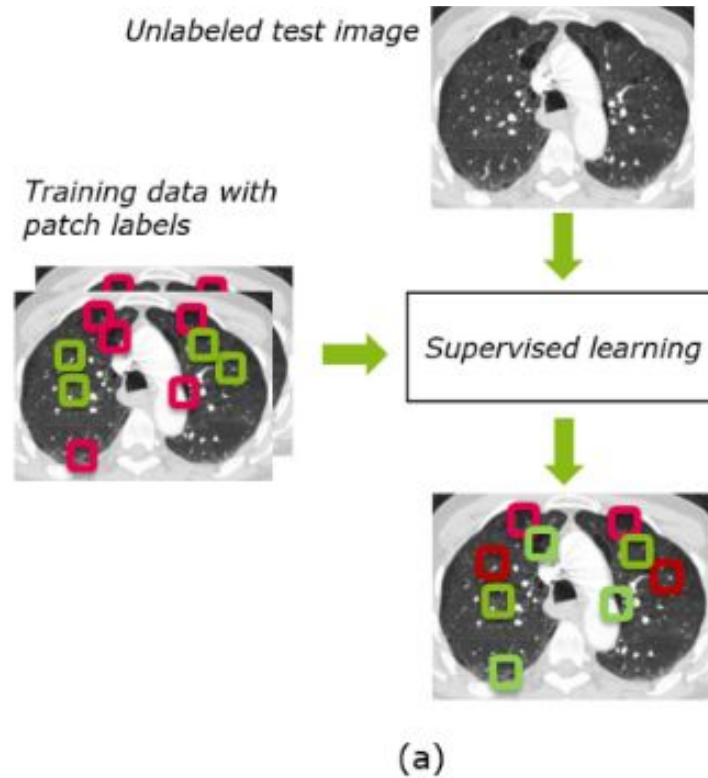 Unlabeled test image
Training data with
patch labels
Supervised learning
(a)